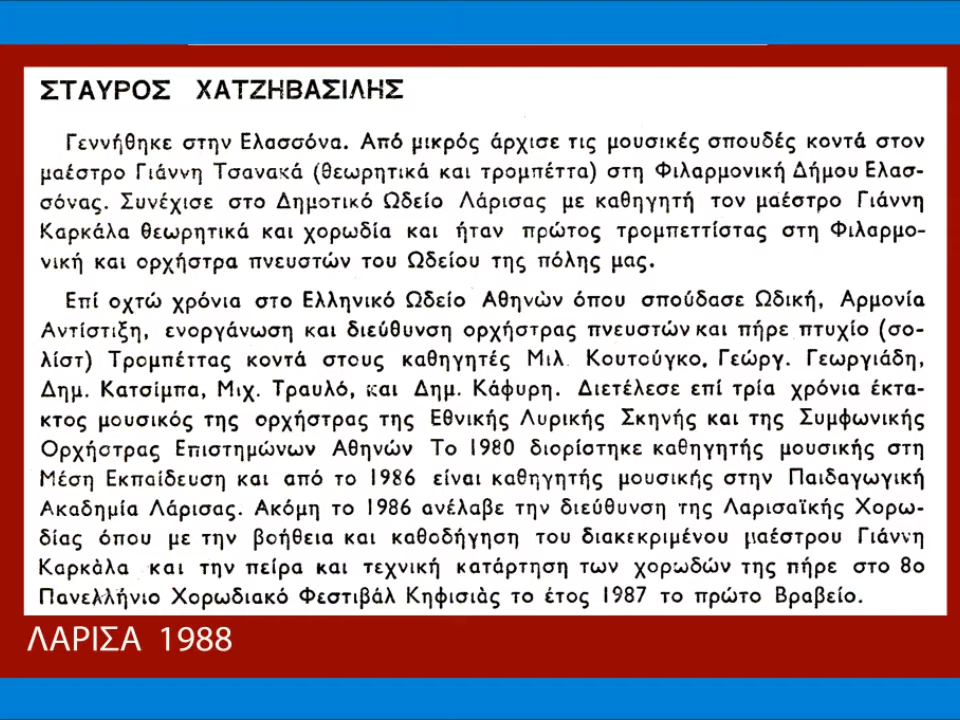 ΣΤΑΥΡΟΣ ΧΑΤΖΗΒΑΣΙΛΗΣ
Γεννήθηκε στην Ελασσόνα. Από μικρός άρχισε τις μουσικές σπουδές κοντά στον
μαέστρο Γιάννη Τσανακά (θεωρητικά και τρομπέττα) στη Φιλαρμονική Δήμου Ελασ-
σόνας. Συνέχισε στο Δημοτικό Ωδείο Λάρισας με καθηγητή τον μαέστρο Γιάννη
Καρκάλα θεωρητικά και χορωδία και ήταν πρώτος τρομπεττίστας στη Φιλαρμο-
νική και ορχήστρα πνευστών του Ωδείου της πόλης μας.
Επί οχτώ χρόνια στο Ελληνικό Ωδείο Αθηνών όπου σπούδασε Ωδική, Αρμονία
Αντίστιξη, ενοργάνωση και διεύθυνση ορχήστρας πνευστών και πήρε πτυχίο (σο-
λίστ) Τρομπέττας κοντά στους καθηγητές Μιλ. Κουτούγκο, Γεώργ. Γεωργιάδη,
Δημ. Κατσίμπα, Μιχ. Τραυλό, και Δημ. Κάφυρη. Διετέλεσε επί τρία χρόνια έκτα-
κτος μουσικός της ορχήστρας της Εθνικής Λυρικής Σκηνής και της Συμφωνικής
Ορχήστρας Επιστημώνων Αθηνών Το 1980 διορίστηκε καθηγητής μουσικής στη
Μέση Εκπαίδευση και από το 1986 είναι καθηγητής μουσικής στην Παιδαγωγική
Ακαδημία Λάρισας. Ακόμη το 1986 ανέλαβε την διεύθυνση της Λαρισαϊκής Χορω-
δίας όπου με την βοήθεια και καθοδήγηση του διακεκριμένου μαέστρου Γιάννη
Καρκάλα και την πείρα και τεχνική κατάρτηση των χορωδών της πήρε στο 8ο
Πανελλήνιο Χορωδιακό Φεστιβάλ Κηφισιάς το έτος 1987 το πρώτο Βραβείο.
ΛΑΡΙΣΑ 1988